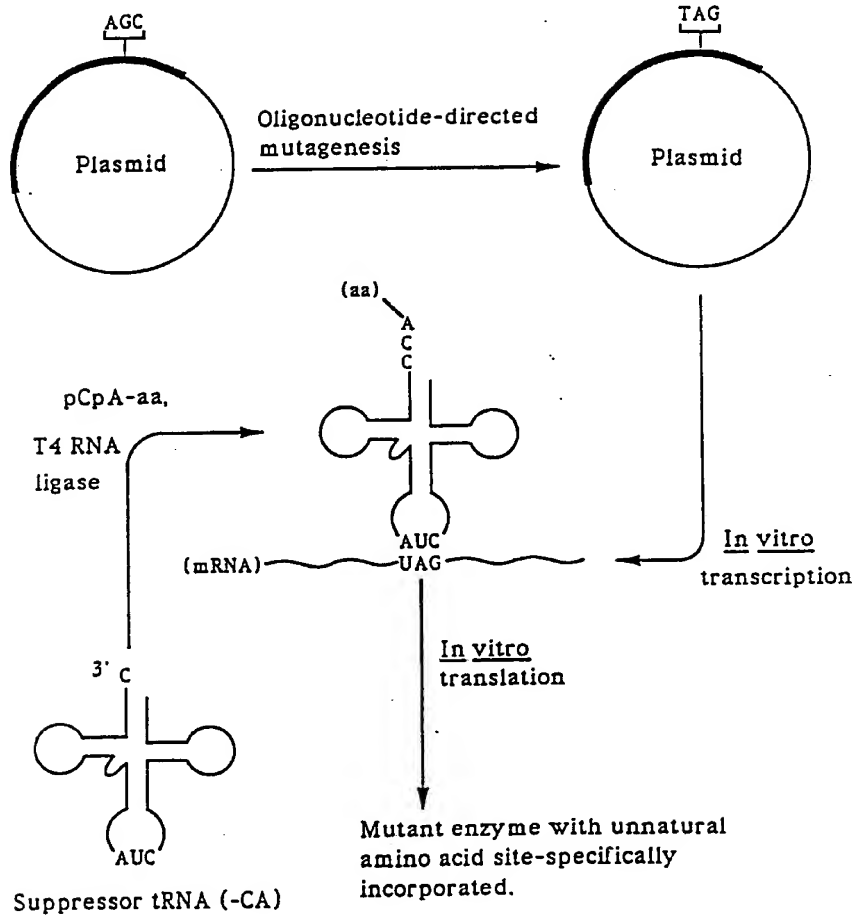 AGC
TAG
Plasmid
Oligonucleotide-directed
mutagenesis
Plasmid
(aa)
A
C
C
pCpA-aa,
T4 RNA
ligase
AUC
UAG
(mRNA)
In vitro
transcription
In vitro
translation
3' C
AUC
Suppressor tRNA (-CA)
Mutant enzyme with unnatural
amino acid site-specifically
incorporated.